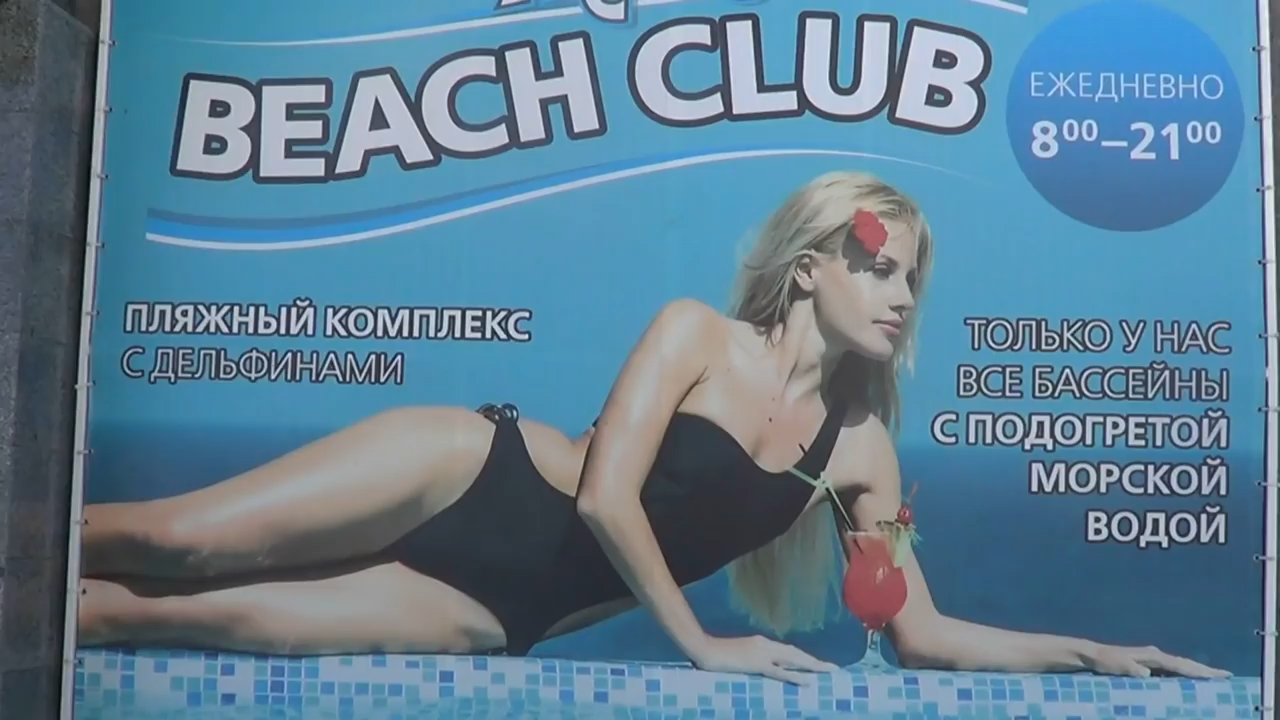 BEACH CLUB
ЕЖЕДНЕВНО
8⁰⁰–21⁰⁰
ПЛЯЖНЫЙ КОМПЛЕКС
С ДЕЛЬФИНАМИ
ТОЛЬКО У НАС
ВСЕ БАССЕЙНЫ
С ПОДОГРЕТОЙ
МОРСКОЙ
ВОДОЙ